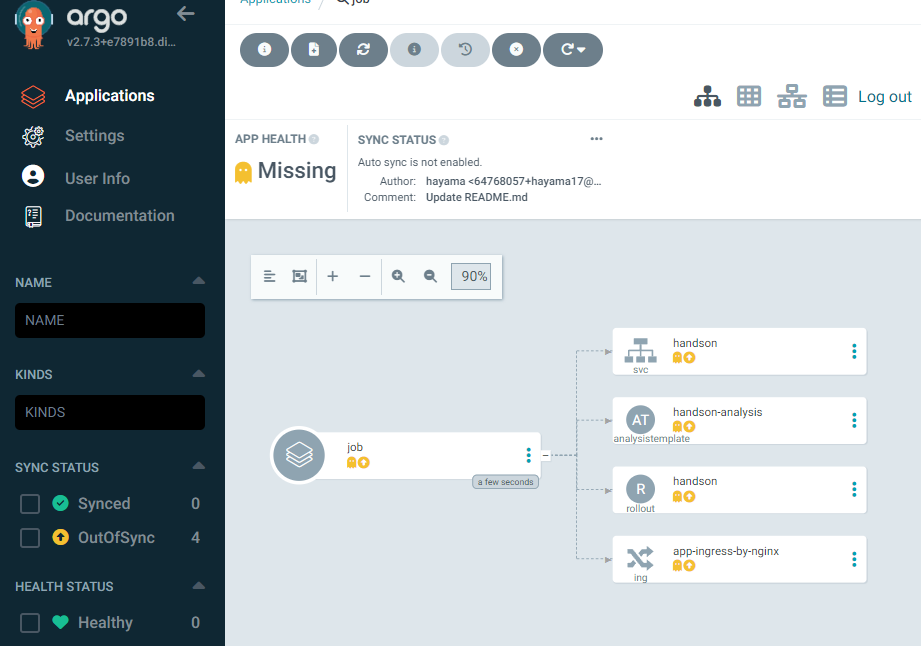 argo
v2.7.3+e7891b8.di...
Applications
Settings
User Info
Documentation
NAME
NAME
KINDS
KINDS
SYNC STATUS
Synced 0
OutOfSync 4
HEALTH STATUS
Healthy 0
Applications / job
Log out
APP HEALTH
Missing
SYNC STATUS
Auto sync is not enabled.
Author: hayama <64768057+hayama17@...
Comment: Update README.md
90%
job
a few seconds
handson
svc
AT
handson-analysis
analysistemplate
R
handson
rollout
app-ingress-by-nginx
ing